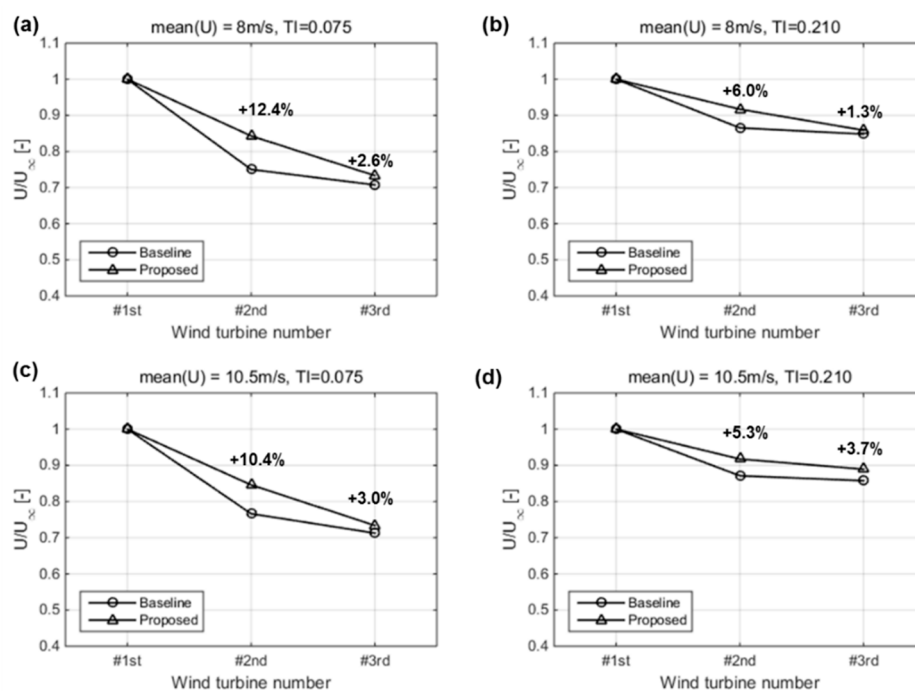 (a)
mean(U) = 8m/s, TI=0.075
1.1
1
0.9
0.8
0.7
0.6
0.5
0.4
U/U∞ [-]
+12.4%
+2.6%
Baseline
Proposed
#1st #2nd #3rd
Wind turbine number
(b)
mean(U) = 8m/s, TI=0.210
1.1
1
0.9
0.8
0.7
0.6
0.5
0.4
U/U∞ [-]
+6.0%
+1.3%
Baseline
Proposed
#1st #2nd #3rd
Wind turbine number
(c)
mean(U) = 10.5m/s, TI=0.075
1.1
1
0.9
0.8
0.7
0.6
0.5
0.4
U/U∞ [-]
+10.4%
+3.0%
Baseline
Proposed
#1st #2nd #3rd
Wind turbine number
(d)
mean(U) = 10.5m/s, TI=0.210
1.1
1
0.9
0.8
0.7
0.6
0.5
0.4
U/U∞ [-]
+5.3%
+3.7%
Baseline
Proposed
#1st #2nd #3rd
Wind turbine number